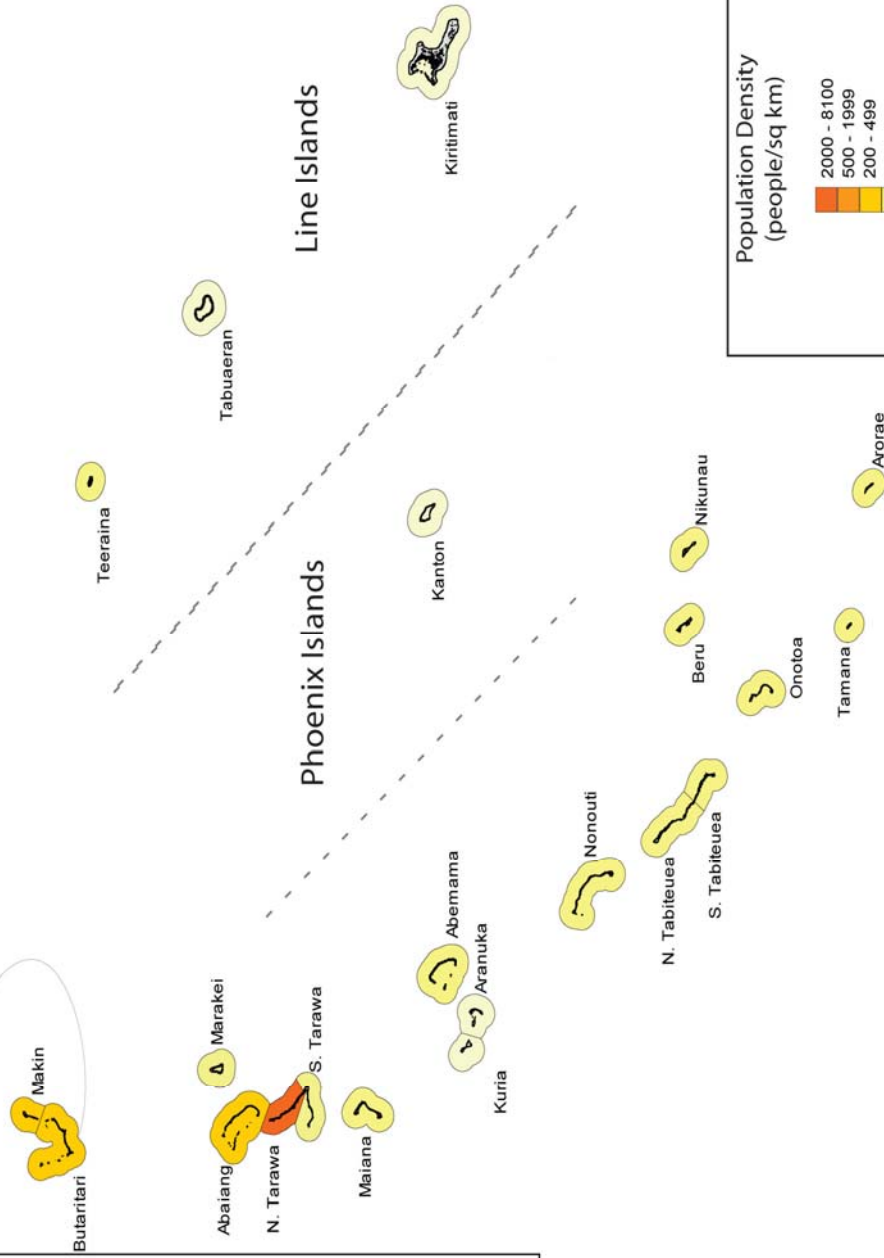 Line Islands
Kiritimati
Tabuaeran
Teeraina
Phoenix Islands
Kanton
Makin
Butaritari
Marakei
Abaiang
N. Tarawa
S. Tarawa
Maiana
Abemama
Aranuka
Kuria
Nonouti
N. Tabiteuea
S. Tabiteuea
Beru
Nikunau
Onotoa
Tamana
Arorae
Population Density
(people/sq km)
2000 - 8100
500 - 1999
200 - 499